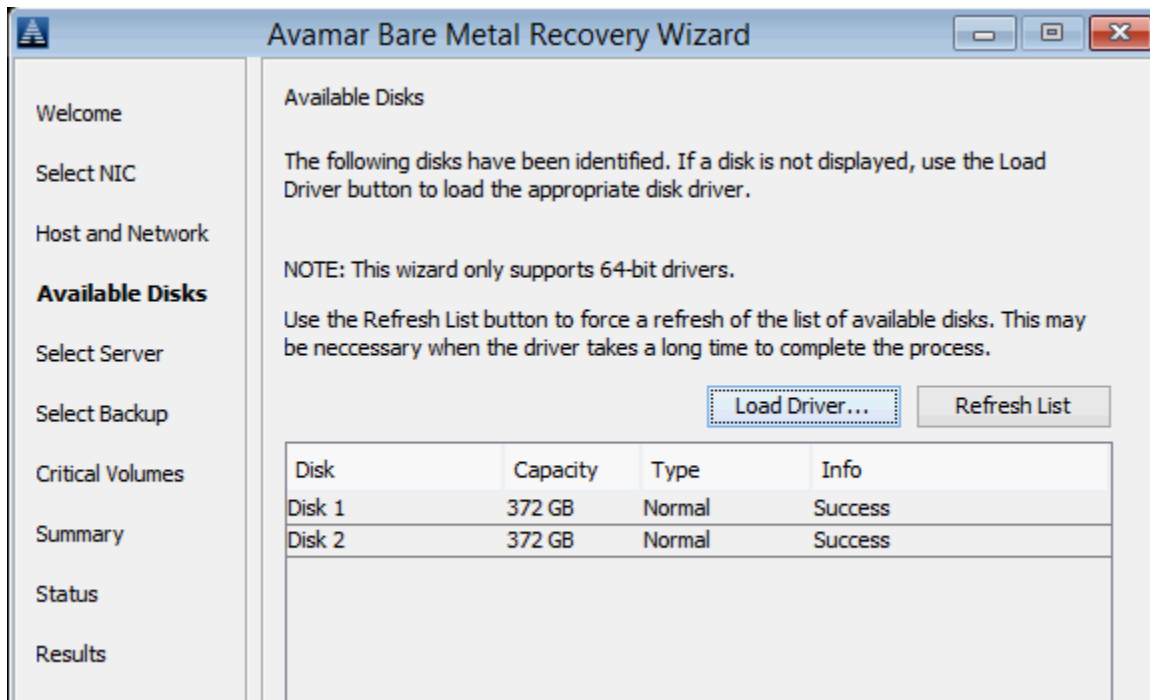 Avamar Bare Metal Recovery Wizard
Welcome
Select NIC
Host and Network
Available Disks
Select Server
Select Backup
Critical Volumes
Summary
Status
Results
Available Disks
The following disks have been identified. If a disk is not displayed, use the Load
Driver button to load the appropriate disk driver.
NOTE: This wizard only supports 64-bit drivers.
Use the Refresh List button to force a refresh of the list of available disks. This may
be neccessary when the driver takes a long time to complete the process.
Load Driver... Refresh List
Disk Capacity Type Info
Disk 1 372 GB Normal Success
Disk 2 372 GB Normal Success